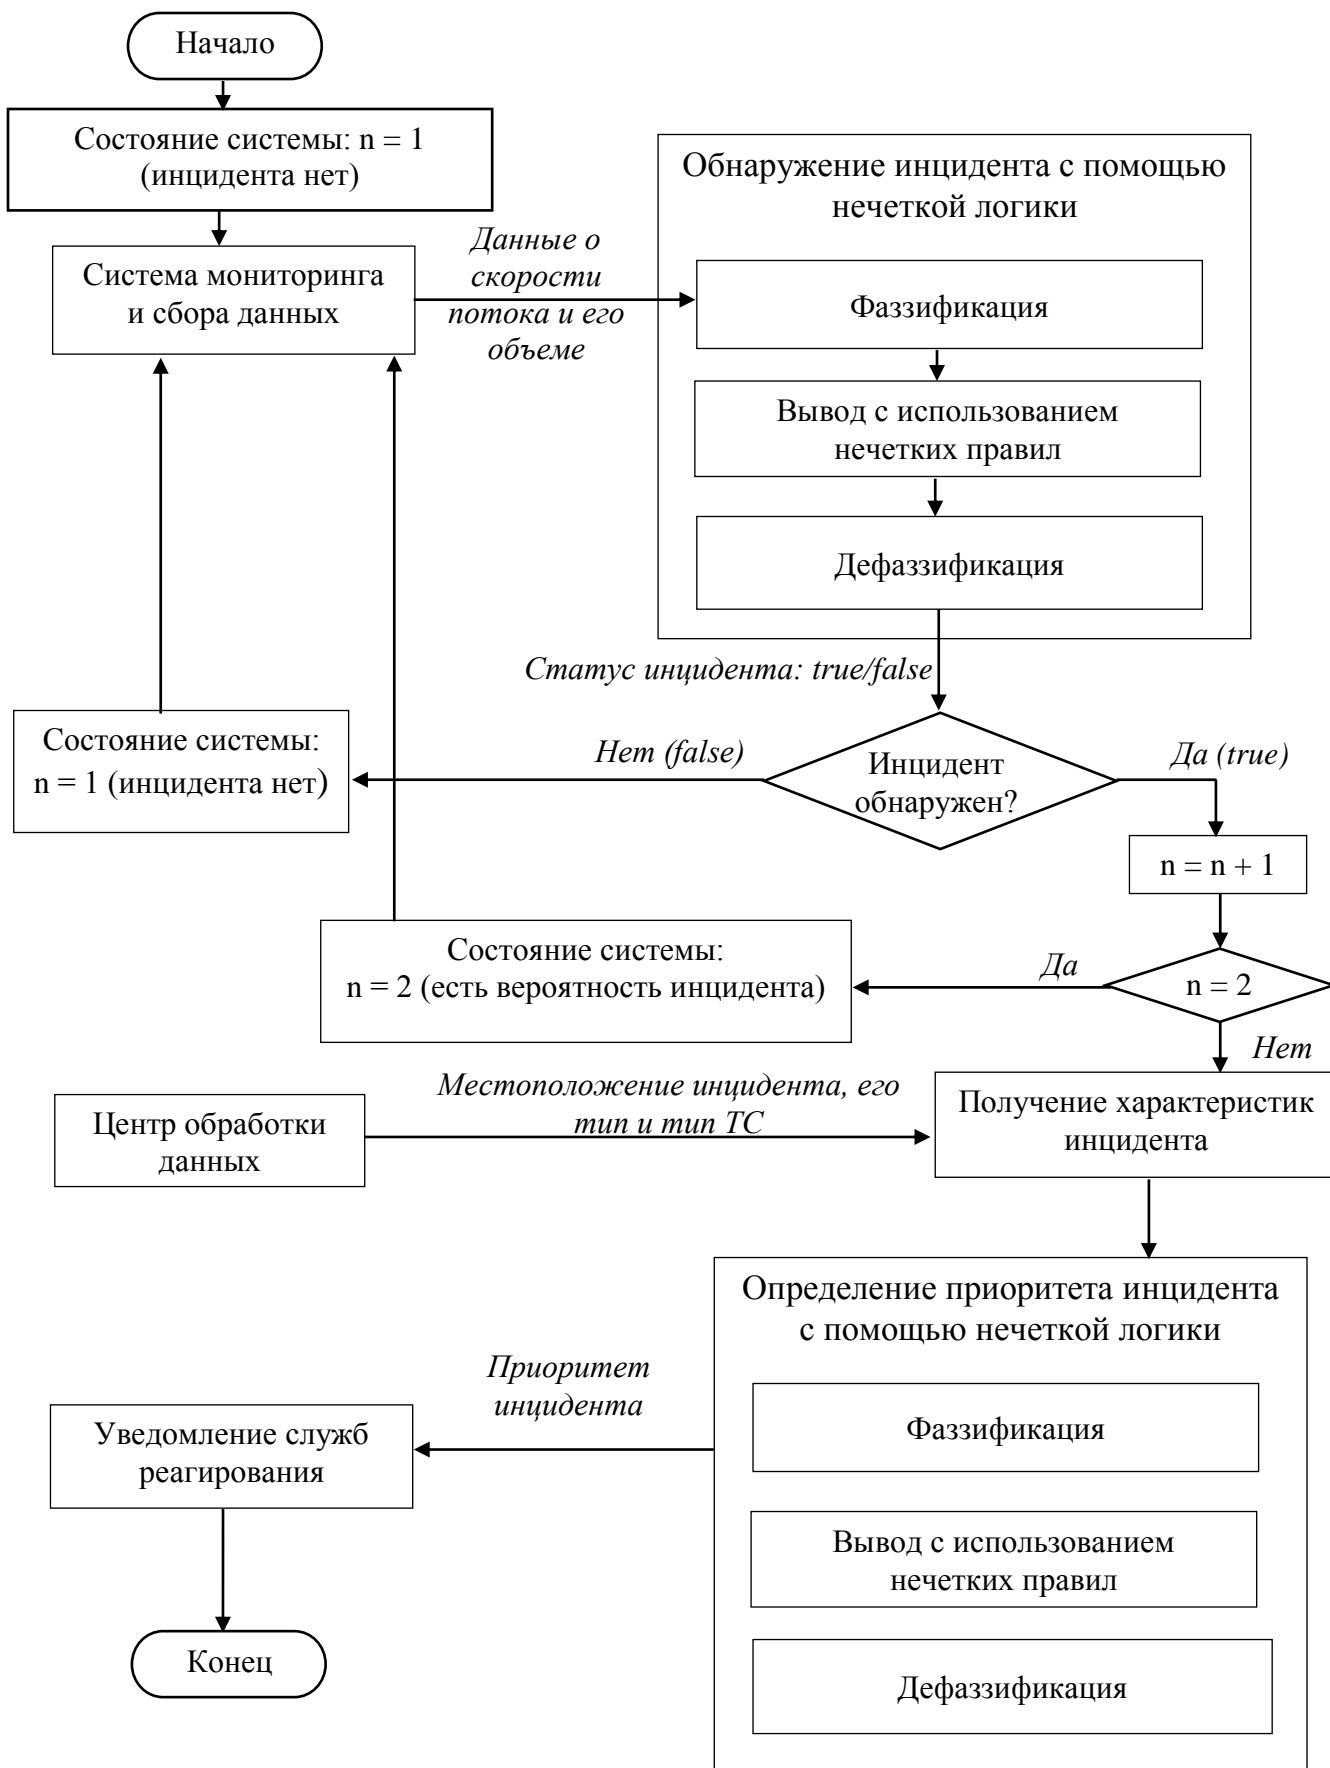 Начало
Состояние системы: n = 1
(инцидента нет)
Система мониторинга
и сбора данных
Данные о
скорости
потока и его
объеме
Обнаружение инцидента с помощью
нечеткой логики
Фаззификация
Вывод с использованием
нечетких правил
Дефаззификация
Статус инцидента: true/false
Инцидент
обнаружен?
Нет (false)
Да (true)
Состояние системы:
n = 1 (инцидента нет)
n = n + 1
n = 2
Да
Состояние системы:
n = 2 (есть вероятность инцидента)
Нет
Получение характеристик
инцидента
Местоположение инцидента, его
тип и тип ТС
Центр обработки
данных
Определение приоритета инцидента
с помощью нечеткой логики
Фаззификация
Вывод с использованием
нечетких правил
Дефаззификация
Приоритет
инцидента
Уведомление служб
реагирования
Конец